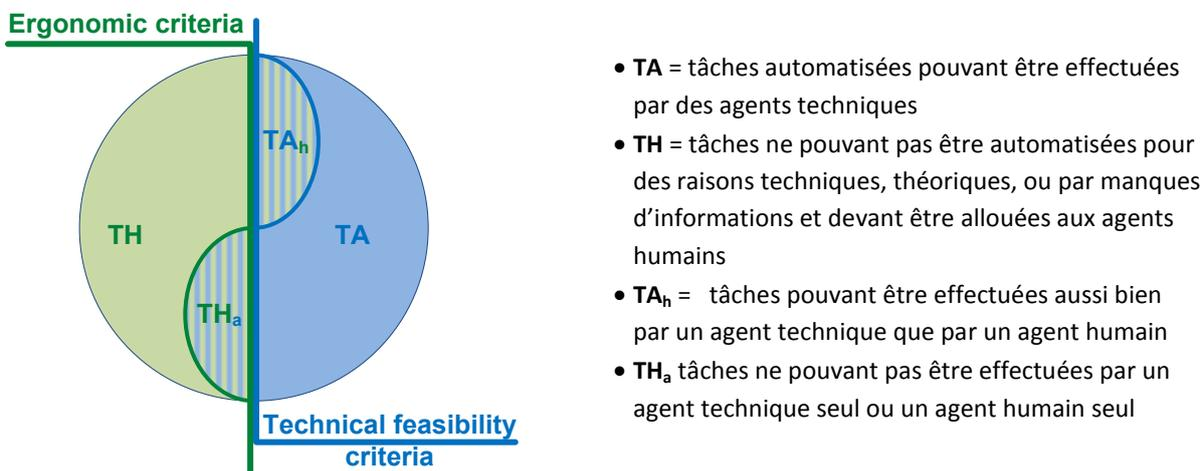 Ergonomic criteria
TAh
TH
TA
THa
Technical feasibility
criteria
• TA = tâches automatisées pouvant être effectuées
par des agents techniques
• TH = tâches ne pouvant pas être automatisées pour
des raisons techniques, théoriques, ou par manques
d’informations et devant être allouées aux agents
humains
• TAh = tâches pouvant être effectuées aussi bien
par un agent technique que par un agent humain
• THa tâches ne pouvant pas être effectuées par un
agent technique seul ou un agent humain seul